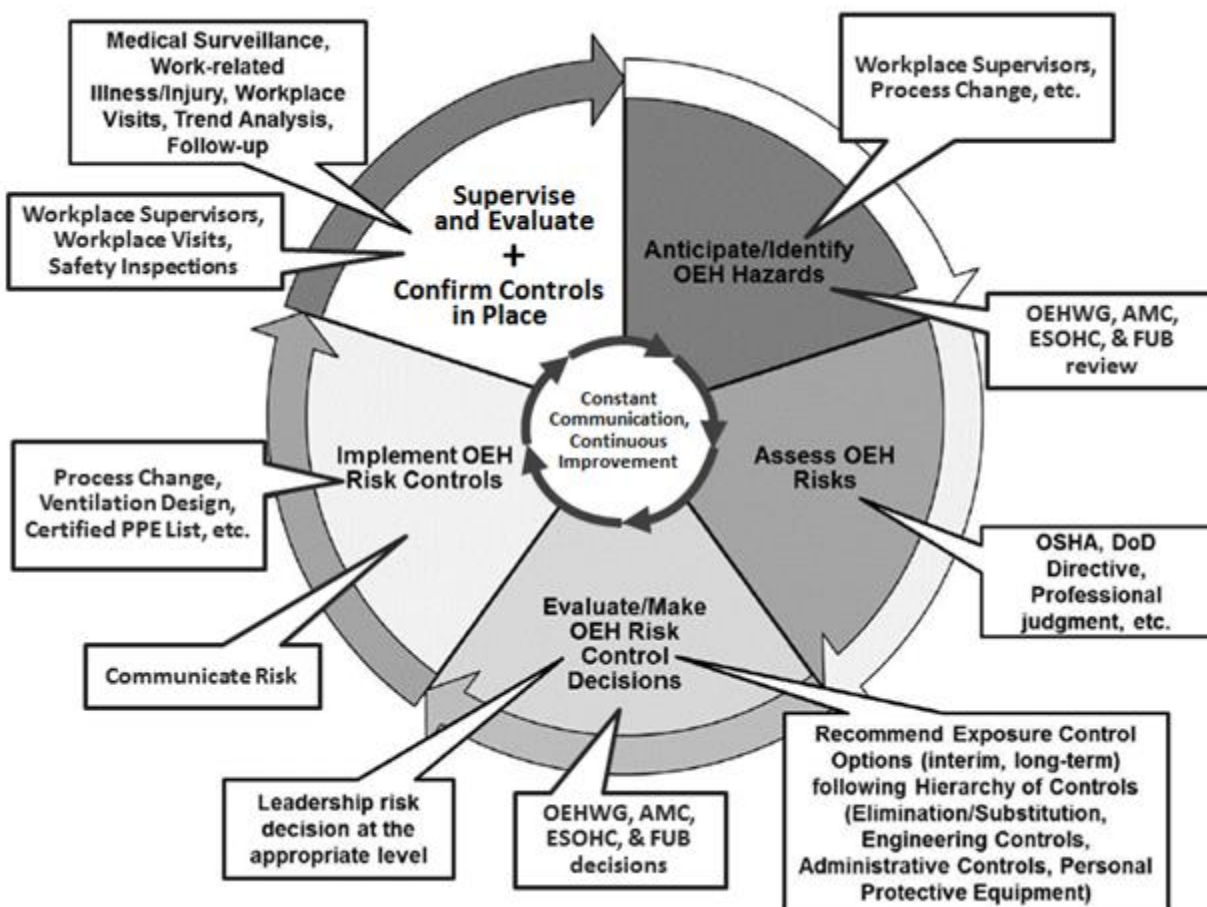 Medical Surveillance,
Work-related
Illness/Injury, Workplace
Visits, Trend Analysis,
Follow-up
Workplace Supervisors,
Process Change, etc.
Workplace Supervisors,
Workplace Visits,
Safety Inspections
Supervise
and Evaluate
+
Confirm Controls
in Place
Anticipate/Identify
OEH Hazards
OEHWG, AMC,
ESOHC, & FUB
review
Constant
Communication,
Continuous
Improvement
Process Change,
Ventilation Design,
Certified PPE List, etc.
Implement OEH
Risk Controls
Assess OEH
Risks
OSHA, DoD
Directive,
Professional
judgment, etc.
Evaluate/Make
OEH Risk
Control
Decisions
Communicate Risk
Leadership risk
decision at the
appropriate level
OEHWG, AMC,
ESOHC, & FUB
decisions
Recommend Exposure Control
Options (interim, long-term)
following Hierarchy of Controls
(Elimination/Substitution,
Engineering Controls,
Administrative Controls, Personal
Protective Equipment)